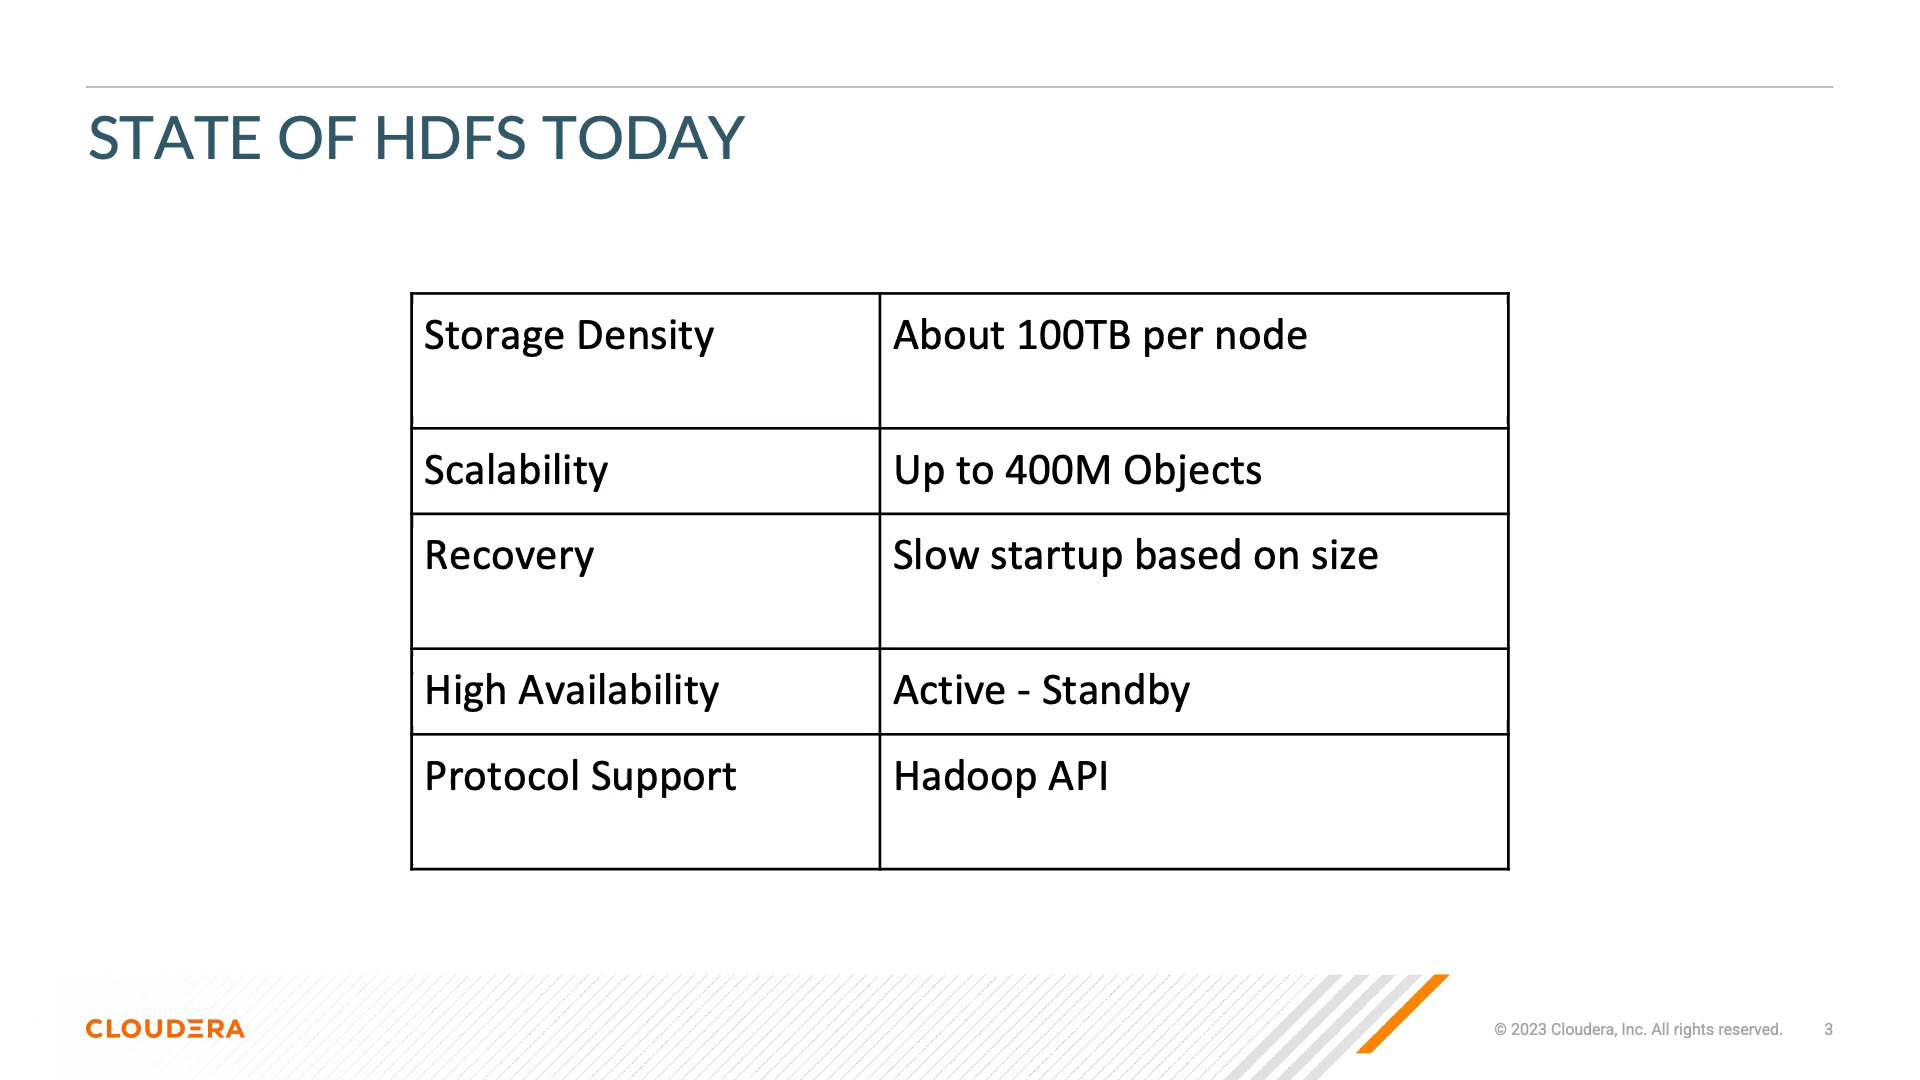 STATE OF HDFS TODAY
Storage Density
About 100TB per node
Scalability
Up to 400M Objects
Recovery
Slow startup based on size
High Availability
Active - Standby
Protocol Support
Hadoop API
CLOUDERA
© 2023 Cloudera, Inc. All rights reserved.
3